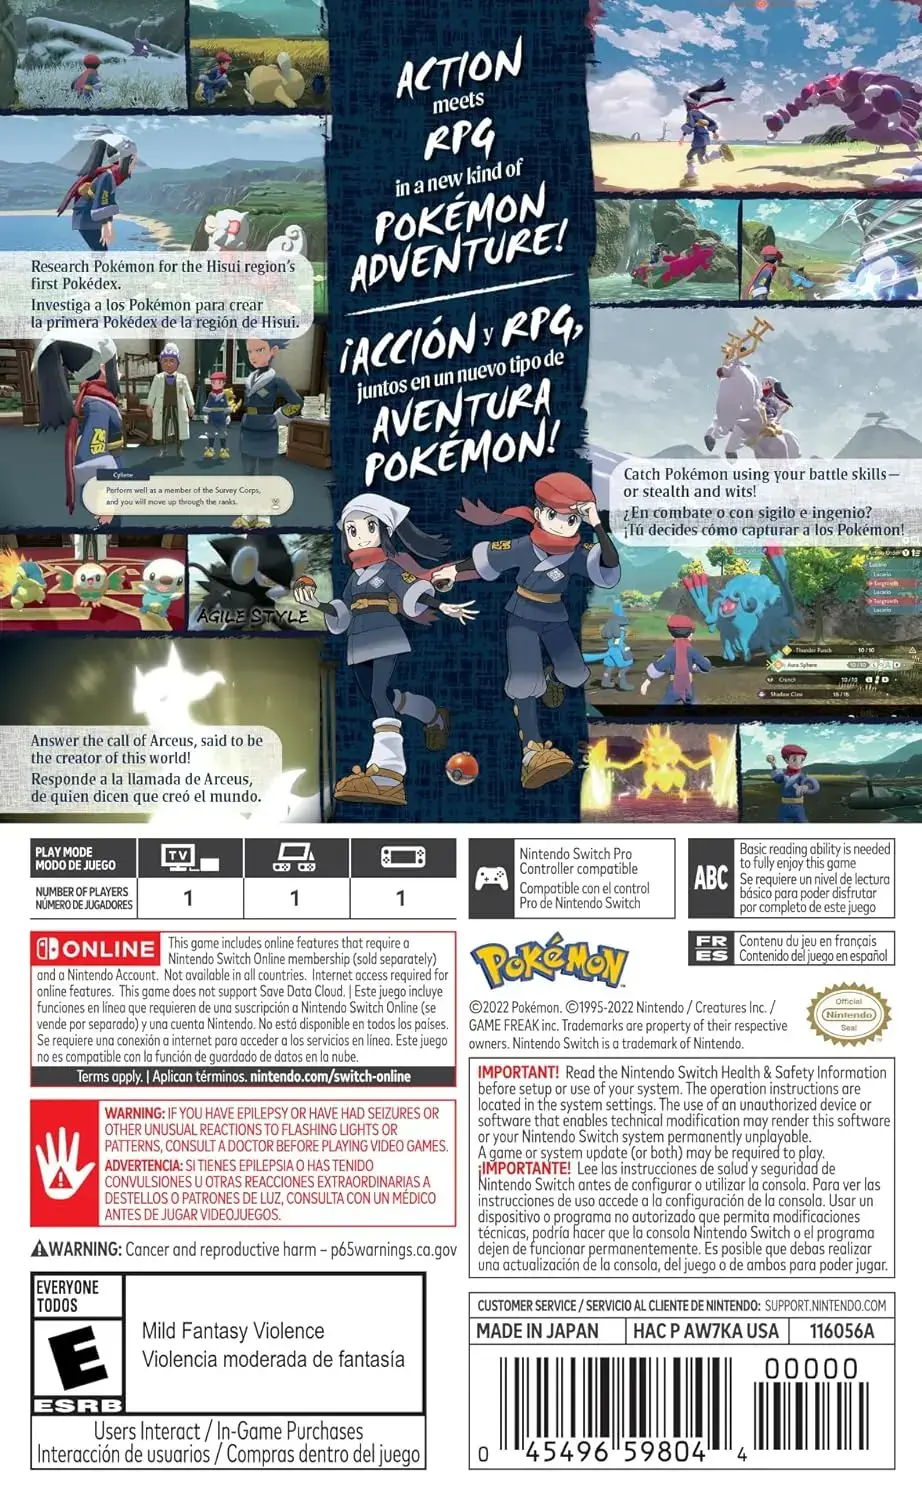 ACTION
meets
RPG
in a new kind of
POKÉMON
ADVENTURE!
¡ACCIÓN y RPG,
juntos en un nuevo tipo de
AVENTURA
POKÉMON!
Research Pokémon for the Hisui region's
first Pokédex.
Investiga a los Pokémon para crear
la primera Pokédex de la región de Hisui.
Cyllene
Perform well as a member of the Survey Corps,
and you will move up through the ranks.
AGILE STYLE
Answer the call of Arceus, said to be
the creator of this world!
Responde a la llamada de Arceus,
de quien dicen que creó el mundo.
Catch Pokémon using your battle skills—
or stealth and wits!
¿En combate o con sigilo e ingenio?
¡Tú decides cómo capturar a los Pokémon!
Action Order
Lucario
Lucario
Tangrowth
Lucario
Tangrowth
Lucario
Thunder Punch 10/10
Aura Sphere 10/10
Crunch 10/10
Shadow Claw
PLAY MODE
MODO DE JUEGO
TV
NUMBER OF PLAYERS
NÚMERO DE JUGADORES
1
1
1
Nintendo Switch Pro
Controller compatible
Compatible con el control
Pro de Nintendo Switch
ABC
Basic reading ability is needed
to fully enjoy this game
Se requiere un nivel de lectura
básico para poder disfrutar
por completo de este juego
ONLINE
This game includes online features that require a
Nintendo Switch Online membership (sold separately)
and a Nintendo Account. Not available in all countries. Internet access required for
online features. This game does not support Save Data Cloud. | Este juego incluye
funciones en línea que requieren de una suscripción a Nintendo Switch Online (se
vende por separado) y una cuenta Nintendo. No está disponible en todos los países.
Se requiere una conexión a internet para acceder a los servicios en línea. Este juego
no es compatible con la función de guardado de datos en la nube.
Terms apply. | Aplican términos. nintendo.com/switch-online
POKéMON
FR
ES
Contenu du jeu en français
Contenido del juego en español
©2022 Pokémon. ©1995-2022 Nintendo / Creatures Inc. /
GAME FREAK inc. Trademarks are property of their respective
owners. Nintendo Switch is a trademark of Nintendo.
Official
Nintendo
Seal
WARNING: IF YOU HAVE EPILEPSY OR HAVE HAD SEIZURES OR
OTHER UNUSUAL REACTIONS TO FLASHING LIGHTS OR
PATTERNS, CONSULT A DOCTOR BEFORE PLAYING VIDEO GAMES.
ADVERTENCIA: SI TIENES EPILEPSIA O HAS TENIDO
CONVULSIONES U OTRAS REACCIONES EXTRAORDINARIAS A
DESTELLOS O PATRONES DE LUZ, CONSULTA CON UN MÉDICO
ANTES DE JUGAR VIDEOJUEGOS.
WARNING: Cancer and reproductive harm – p65warnings.ca.gov
IMPORTANT! Read the Nintendo Switch Health & Safety Information
before setup or use of your system. The operation instructions are
located in the system settings. The use of an unauthorized device or
software that enables technical modification may render this software
or your Nintendo Switch system permanently unplayable.
A game or system update (or both) may be required to play.
¡IMPORTANTE! Lee las instrucciones de salud y seguridad de
Nintendo Switch antes de configurar o utilizar la consola. Para ver las
instrucciones de uso accede a la configuración de la consola. Usar un
dispositivo o programa no autorizado que permita modificaciones
técnicas, podría hacer que la consola Nintendo Switch o el programa
dejen de funcionar permanentemente. Es posible que debas realizar
una actualización de la consola, del juego o de ambos para poder jugar.
EVERYONE
TODOS
E
ESRB
Mild Fantasy Violence
Violencia moderada de fantasía
Users Interact / In-Game Purchases
Interacción de usuarios / Compras dentro del juego
CUSTOMER SERVICE / SERVICIO AL CLIENTE DE NINTENDO: SUPPORT.NINTENDO.COM
MADE IN JAPAN
HAC P AW7KA USA
116056A
00000
0 45496 59804 4